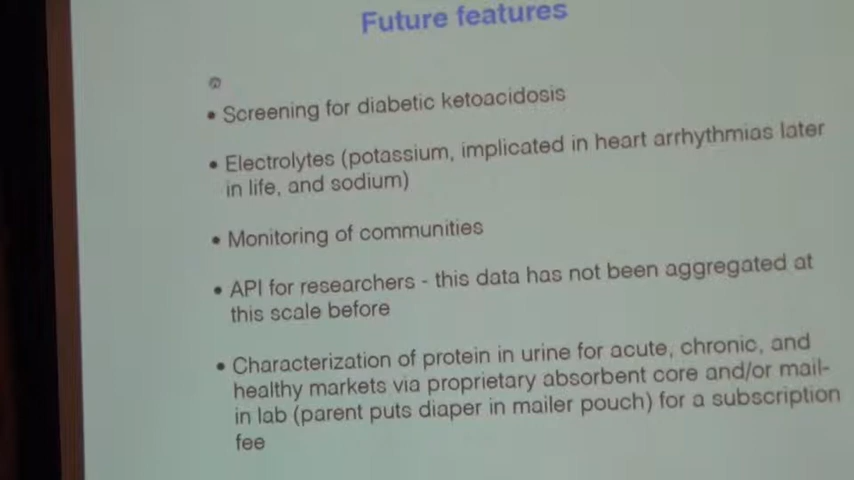 Future features
• Screening for diabetic ketoacidosis
• Electrolytes (potassium, implicated in heart arrhythmias later
in life, and sodium)
• Monitoring of communities
• API for researchers - this data has not been aggregated at
this scale before
• Characterization of protein in urine for acute, chronic, and
healthy markets via proprietary absorbent core and/or mail-
in lab (parent puts diaper in mailer pouch) for a subscription
fee